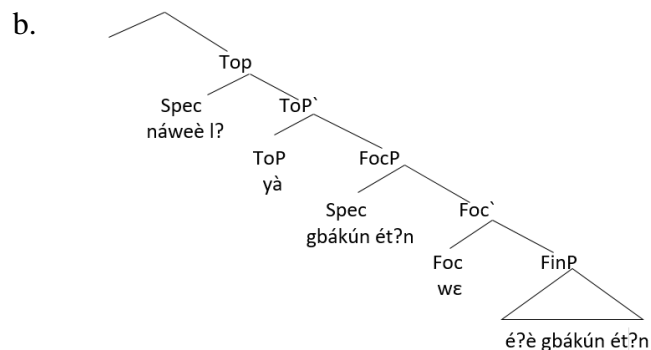 b.
Top
Spec
náweè l?
ToP`
ToP
yà
FocP
Spec
gbákún ét?n
Foc`
Foc
wɛ
FinP
é?è gbákún ét?n